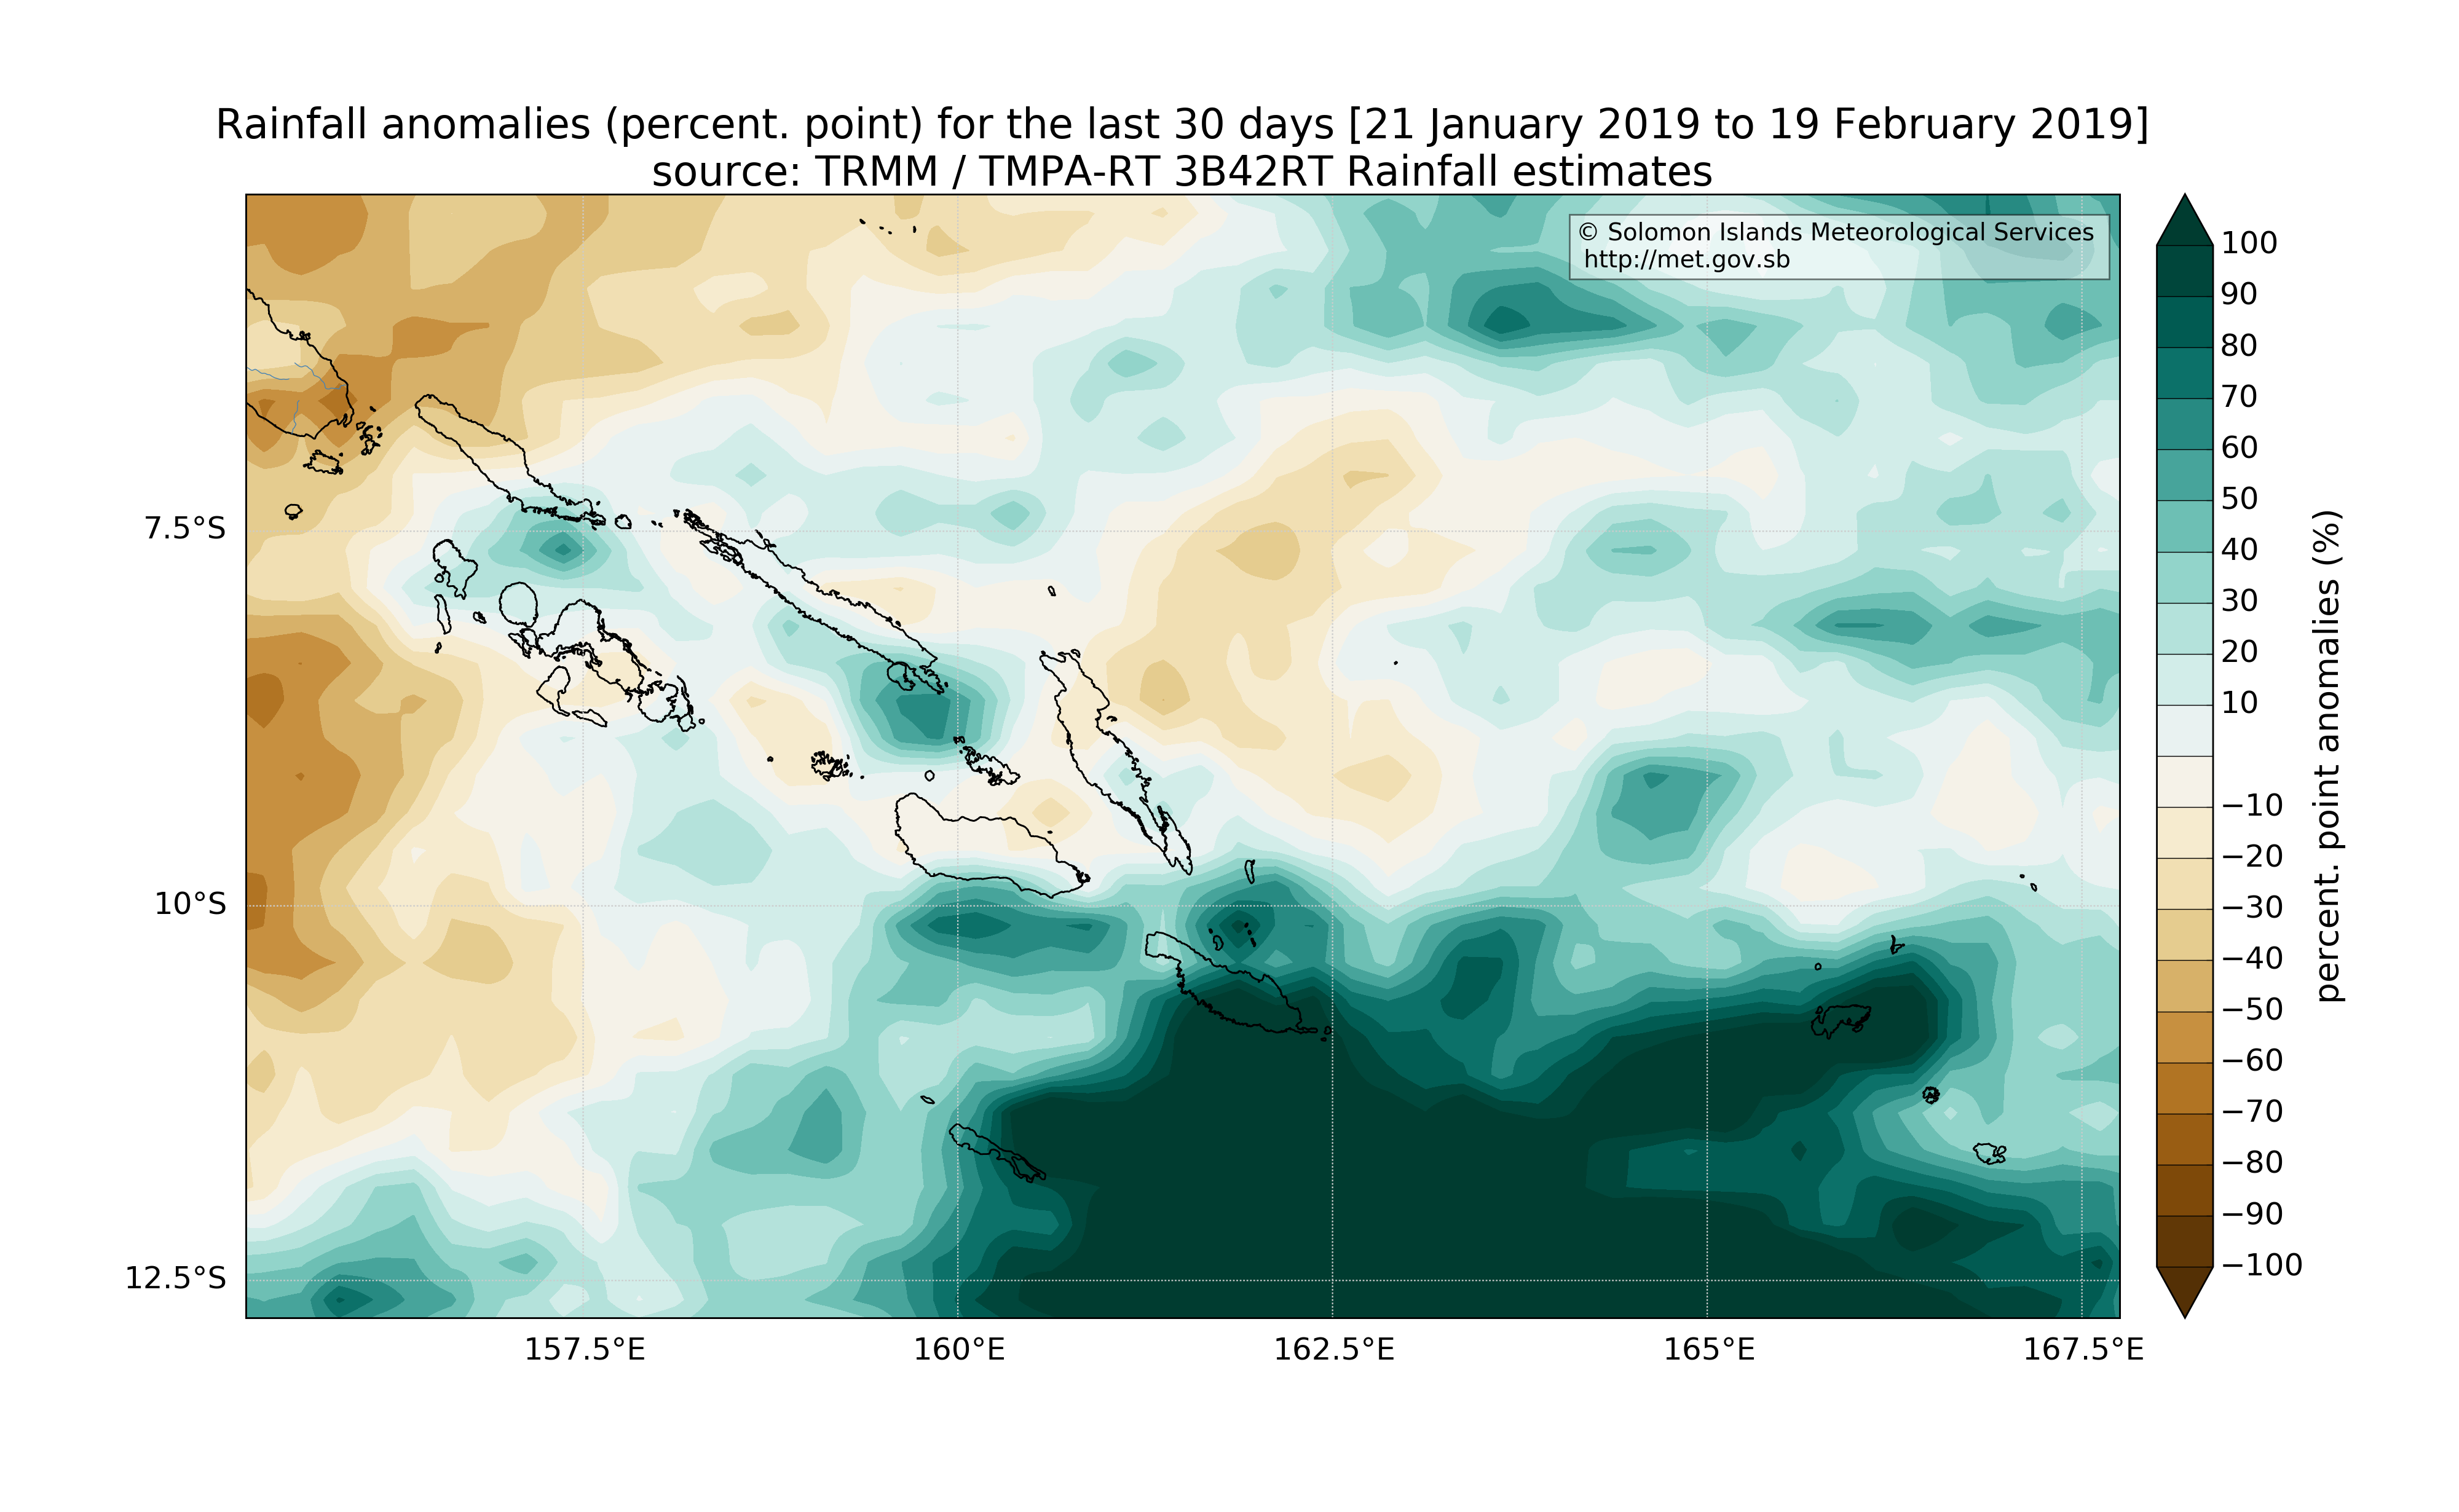 Rainfall anomalies (percent. point) for the last 30 days [21 January 2019 to 19 February 2019]
source: TRMM / TMPA-RT 3B42RT Rainfall estimates
© Solomon Islands Meteorological Services
http://met.gov.sb
7.5°S
10°S
12.5°S
157.5°E
160°E
162.5°E
165°E
167.5°E
100
90
80
70
60
50
40
30
20
10
−10
−20
−30
−40
−50
−60
−70
−80
−90
−100
percent. point anomalies (%)